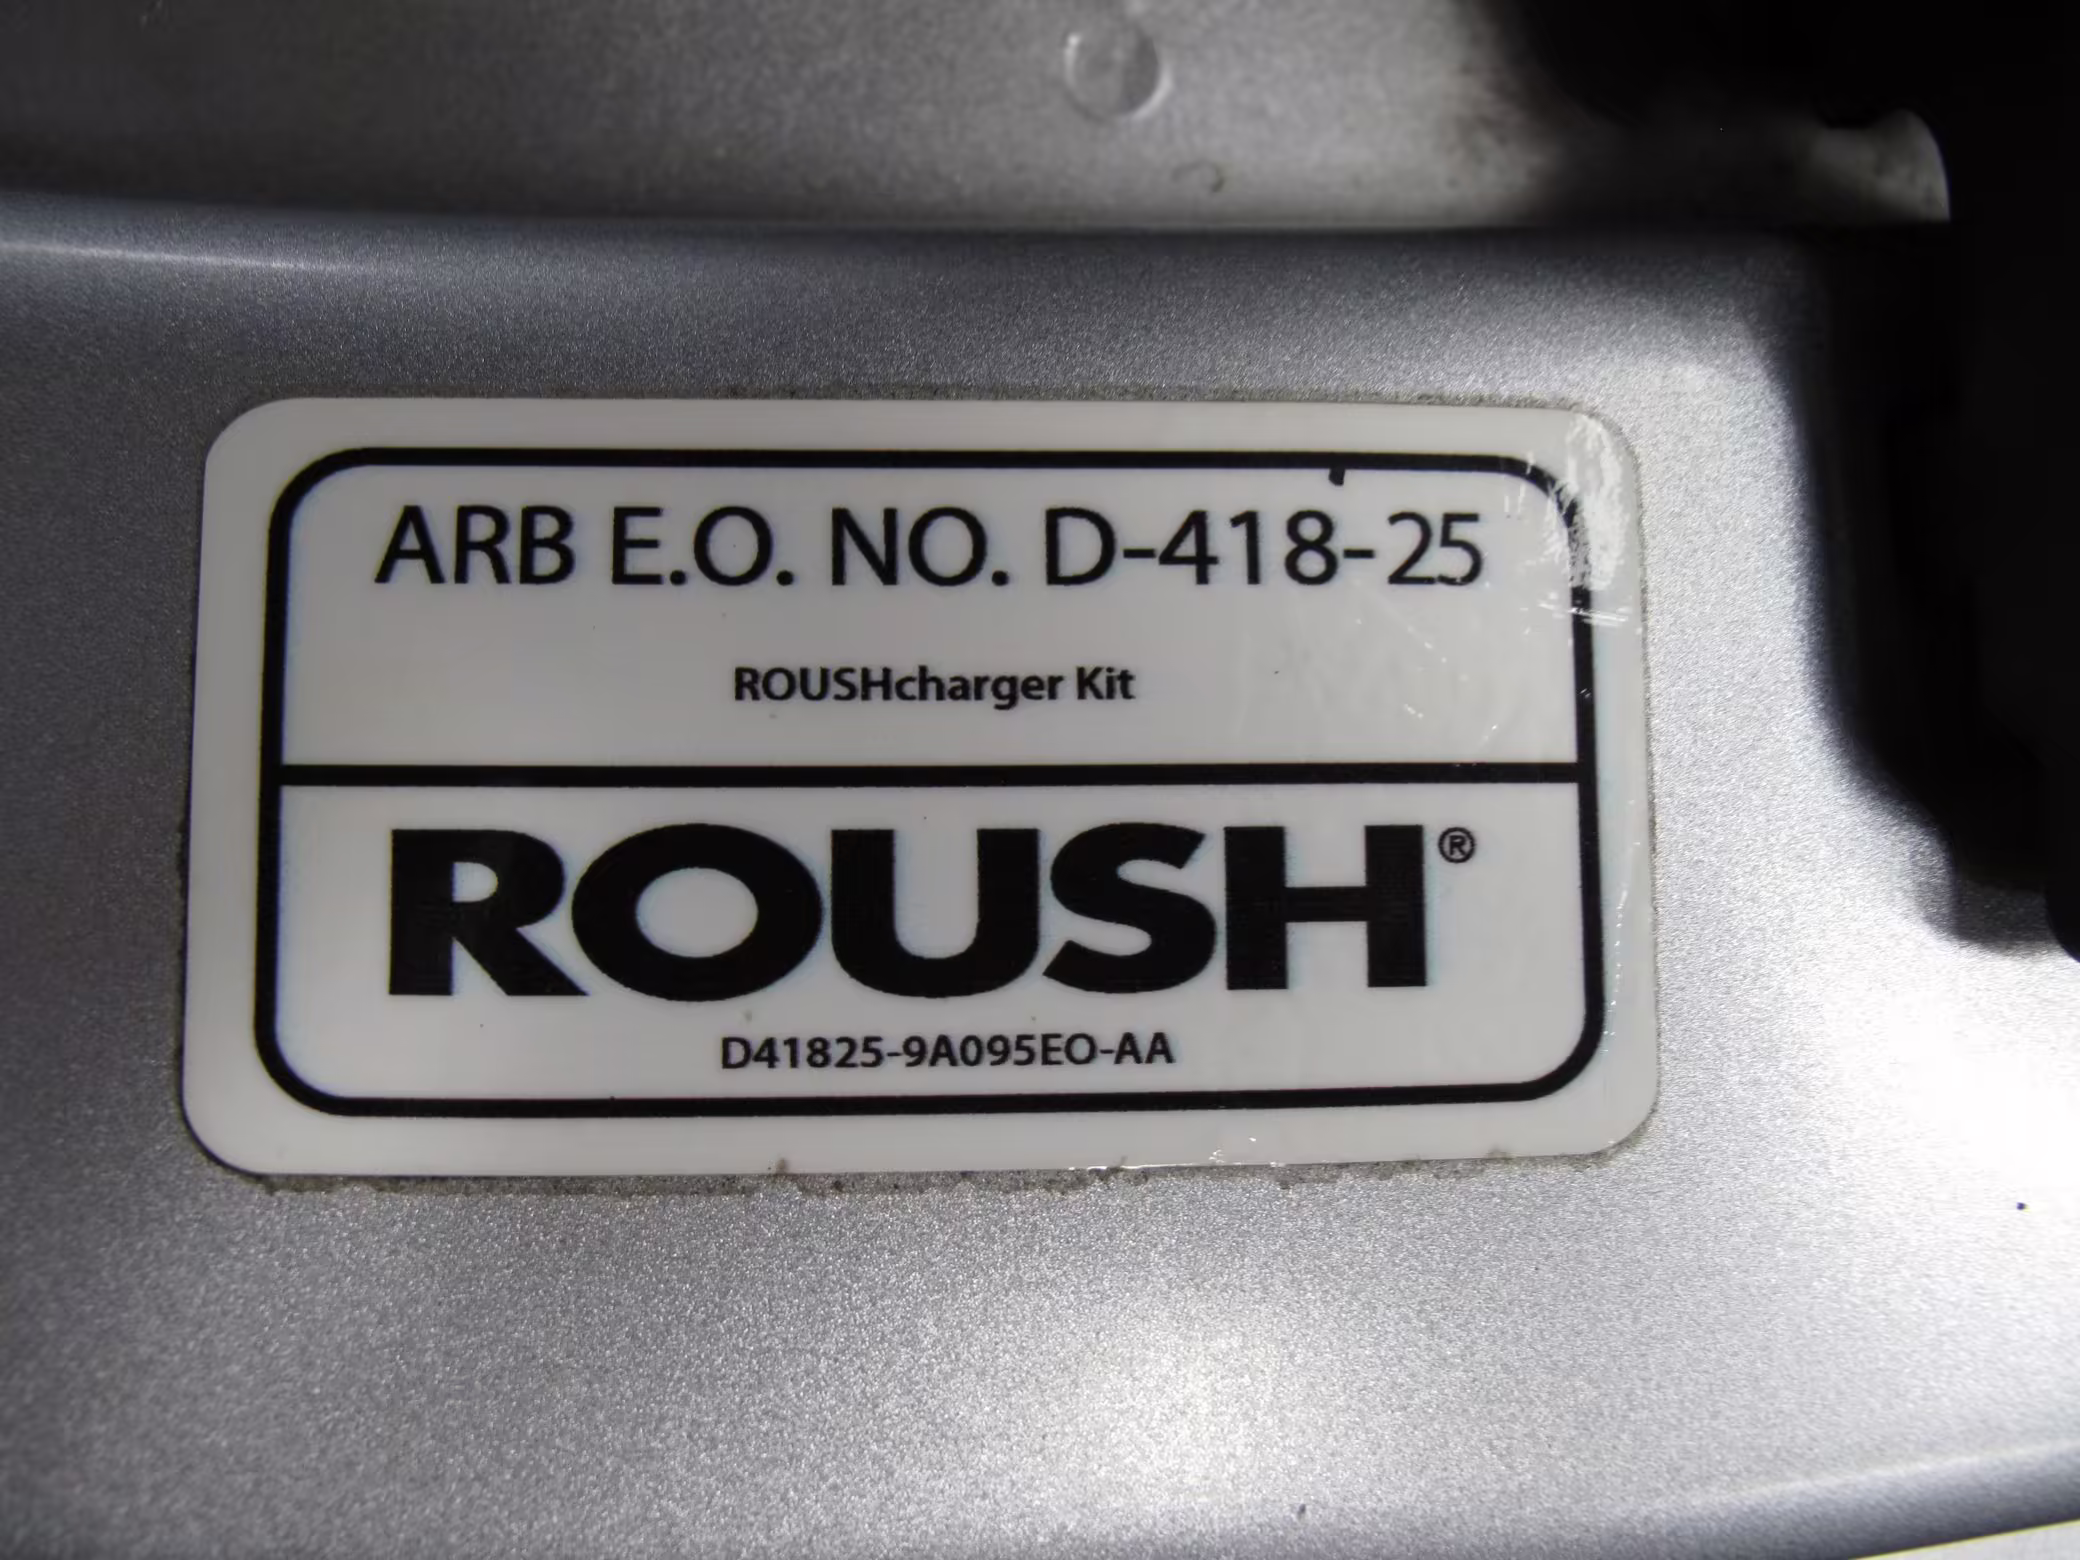 ARB E.O. NO. D-418-25
ROUSHcharger Kit
ROUSH®
D41825-9A095EO-AA